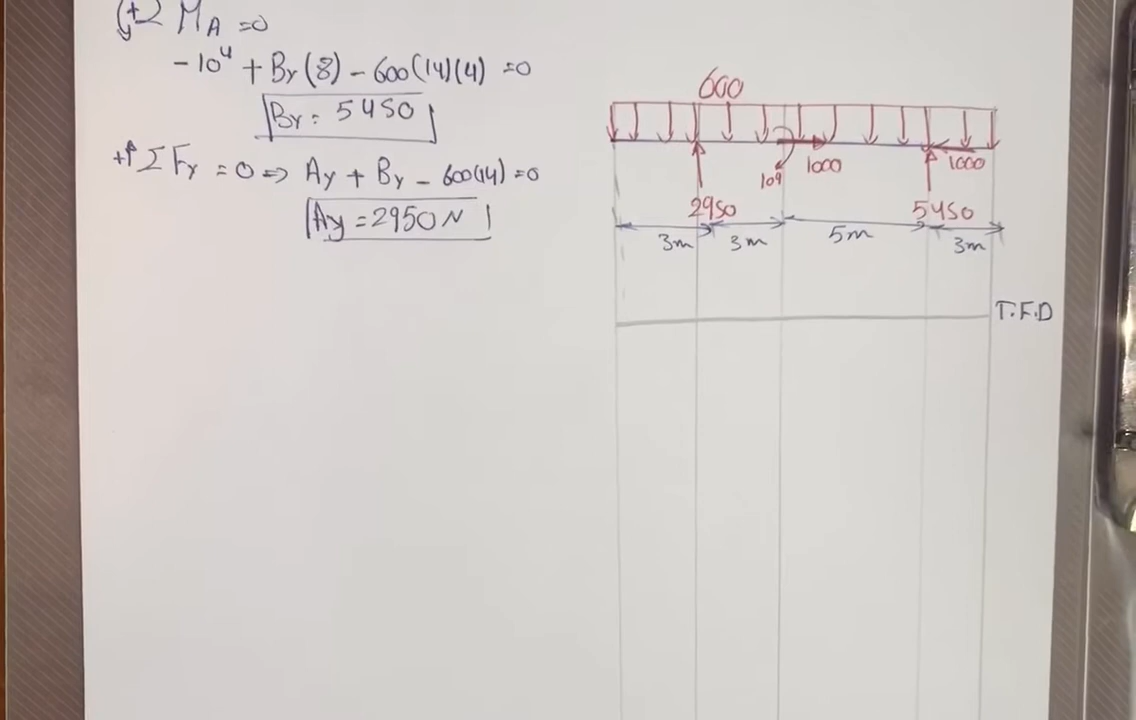 (+Σ M_A =0
-10⁴ + By(8) - 600(14)(4) =0
By= 5450
+↑ΣFy =0 => Ay + By - 600(14) =0
Ay =2950 N
600
10⁴
1000
1000
2950
5450
3m
3m
5m
3m
T.F.D